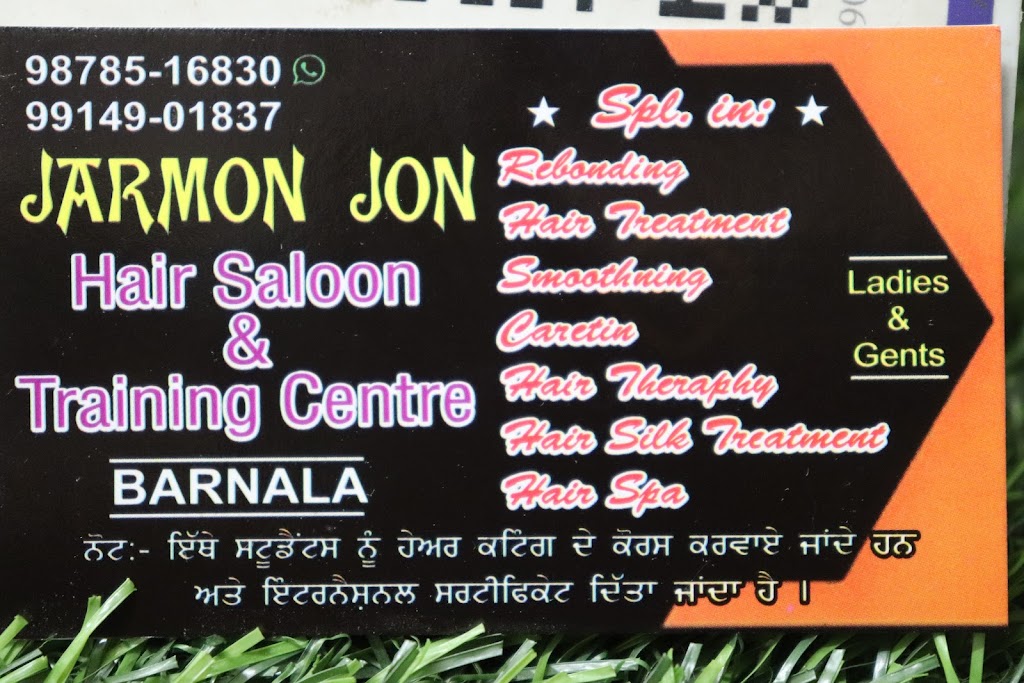 98785-16830
99149-01837
JARMON JON
Hair Saloon
&
Training Centre
BARNALA
Spl. in:
Rebonding
Hair Treatment
Smoothning
Caretin
Hair Theraphy
Hair Silk Treatment
Hair Spa
Ladies
&
Gents
ਨੋਟ:- ਇੱਥੇ ਸਟੂਡੈਂਟਸ ਨੂੰ ਹੇਅਰ ਕਟਿੰਗ ਦੇ ਕੋਰਸ ਕਰਵਾਏ ਜਾਂਦੇ ਹਨ
ਅਤੇ ਇੰਟਰਨੈਸ਼ਨਲ ਸਰਟੀਫਿਕੇਟ ਦਿੱਤਾ ਜਾਂਦਾ ਹੈ ।